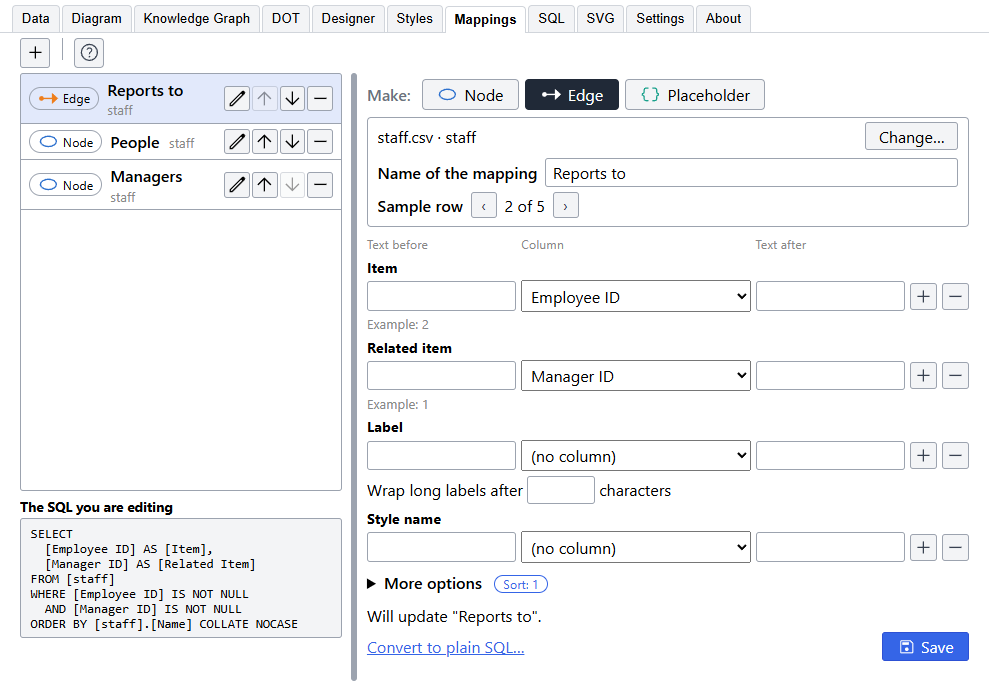 Data Diagram Knowledge Graph DOT Designer Styles Mappings SQL SVG Settings About
+ ?
Edge Reports to
staff
Node People staff
Node Managers
staff
The SQL you are editing
SELECT
[Employee ID] AS [Item],
[Manager ID] AS [Related Item]
FROM [staff]
WHERE [Employee ID] IS NOT NULL
AND [Manager ID] IS NOT NULL
ORDER BY [staff].[Name] COLLATE NOCASE
Make: Node Edge {} Placeholder
staff.csv · staff Change...
Name of the mapping Reports to
Sample row ‹ 2 of 5 ›
Text before Column Text after
Item
Employee ID
Example: 2
Related item
Manager ID
Example: 1
Label
(no column)
Wrap long labels after characters
Style name
(no column)
More options Sort: 1
Will update "Reports to".
Convert to plain SQL... Save